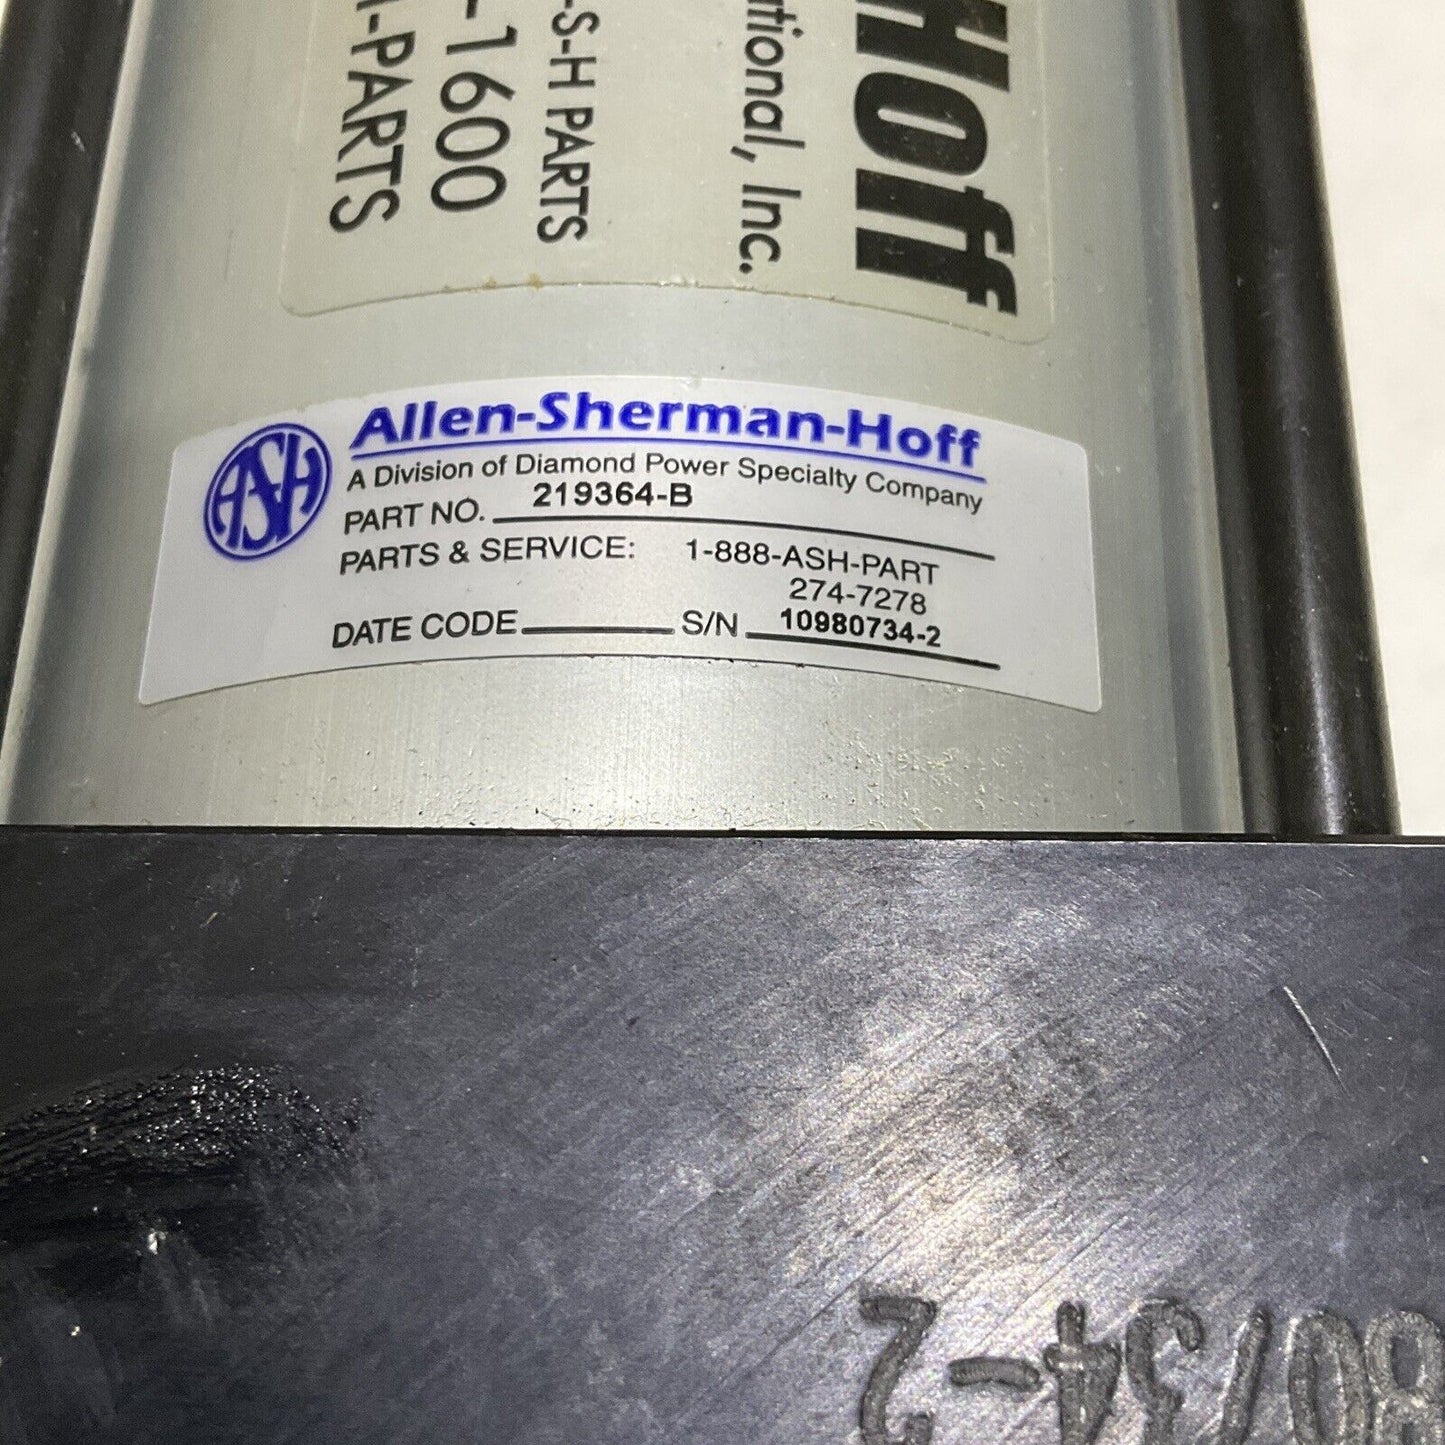 Hoff
ational, Inc.
-S-H PARTS
-1600
H-PARTS
ASH
Allen-Sherman-Hoff
A Division of Diamond Power Specialty Company
PART NO. 219364-B
PARTS & SERVICE: 1-888-ASH-PART
274-7278
DATE CODE S/N 10980734-2
80734-2